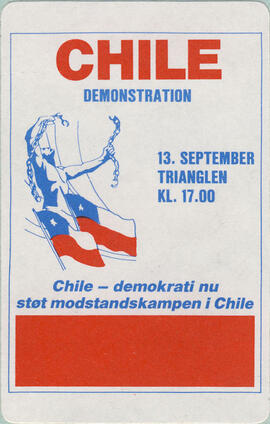 CHILE
DEMONSTRATION
13. SEPTEMBER
TRIANGLEN
KL. 17.00
Chile – demokrati nu
støt modstandskampen i Chile